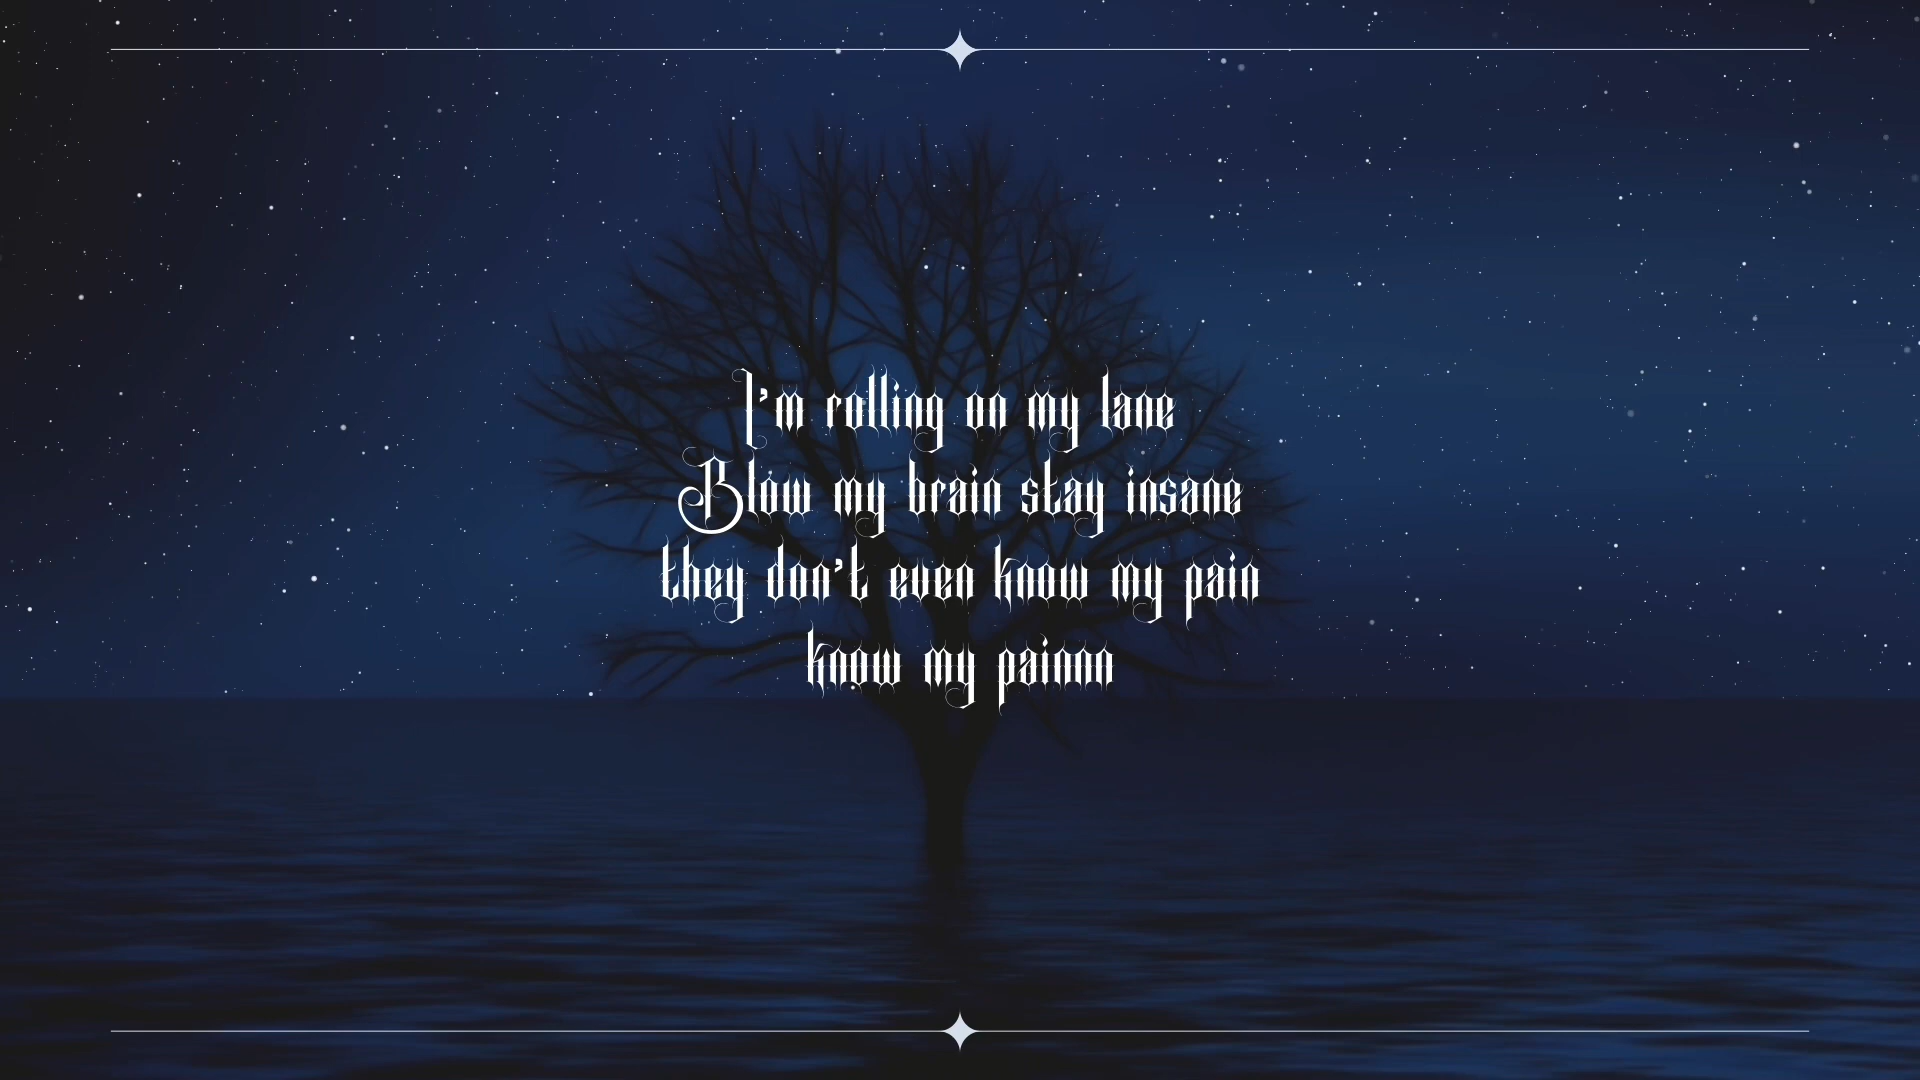 I'm rolling on my lane
Blow my brain stay insane
they don't even know my pain
know my painnn